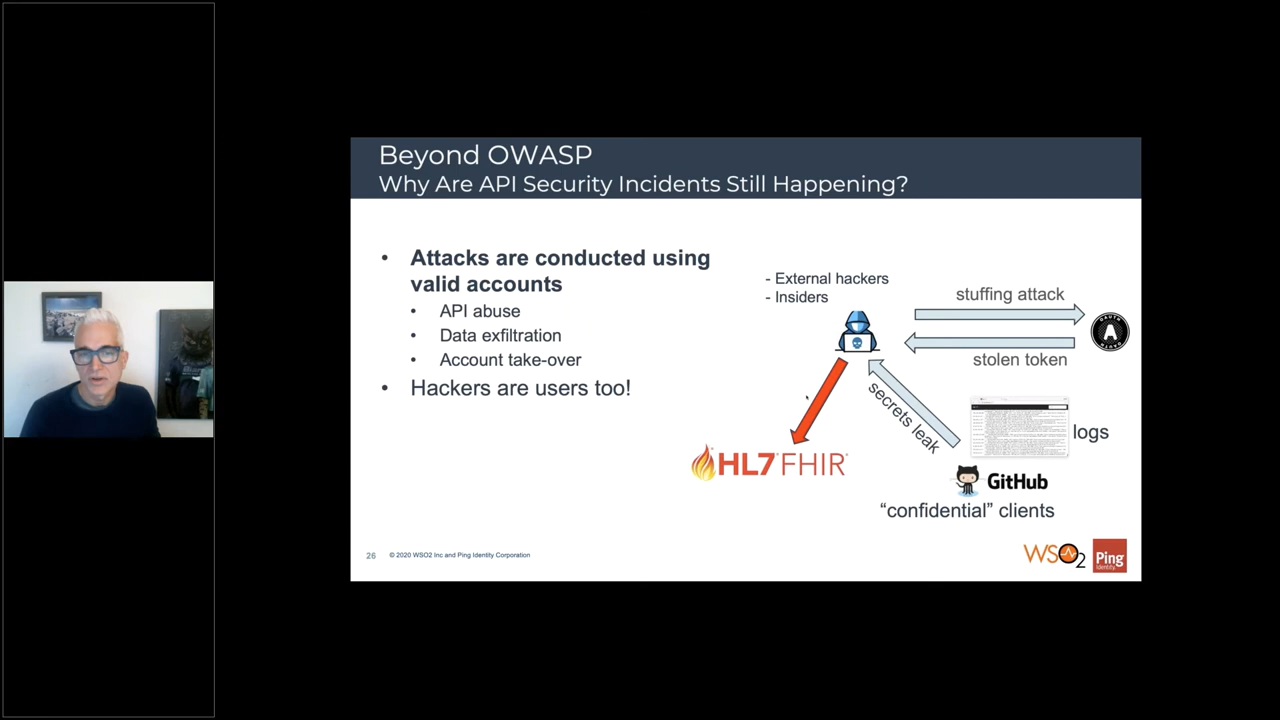 Beyond OWASP
Why Are API Security Incidents Still Happening?
• Attacks are conducted using
valid accounts
• API abuse
• Data exfiltration
• Account take-over
• Hackers are users too!
- External hackers
- Insiders
stuffing attack
stolen token
secrets leak
logs
HL7 FHIR
GitHub
“confidential” clients
26
© 2020 WSO2 Inc and Ping Identity Corporation
WSO2
Ping
Identity